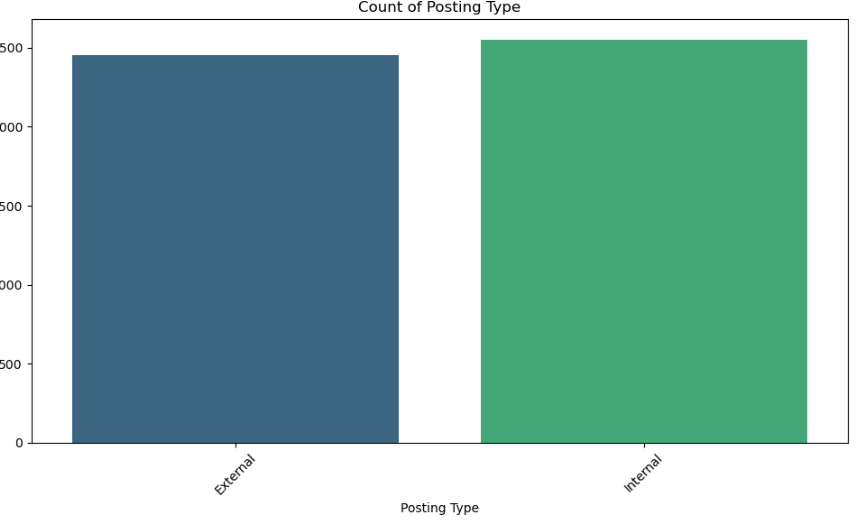 Count of Posting Type
500
000
500
000
500
0
External
Internal
Posting Type